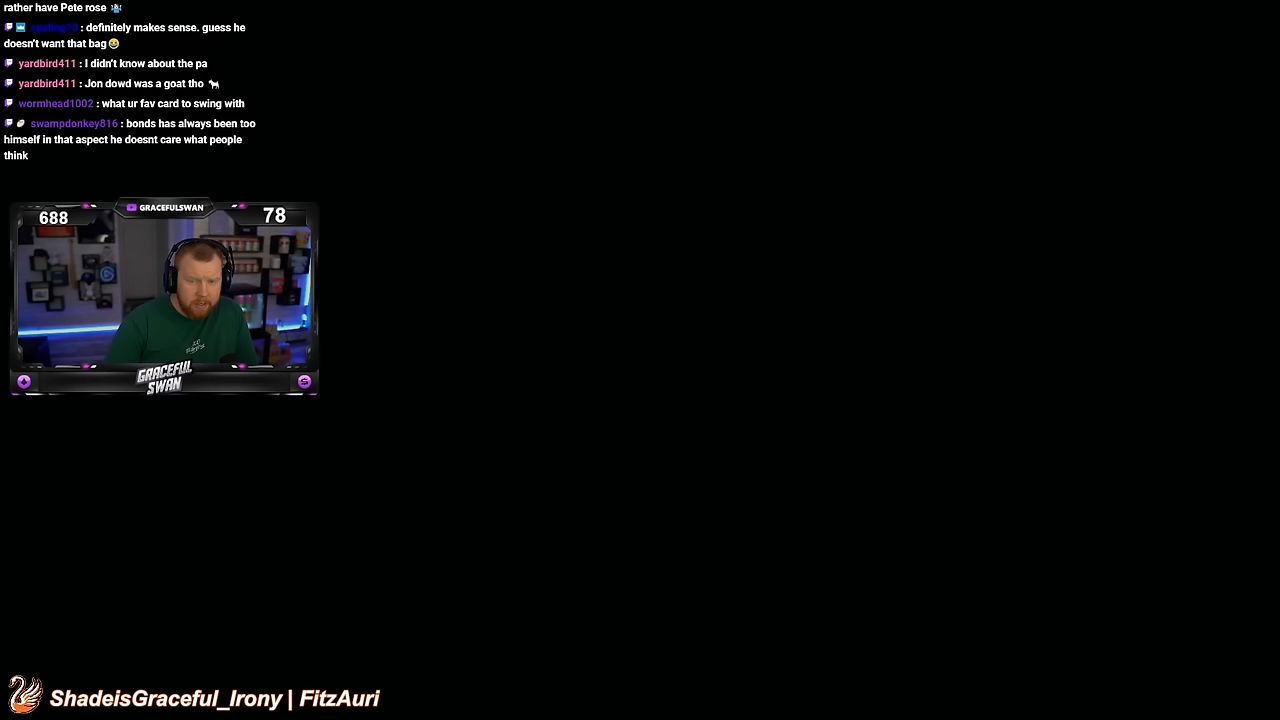 rather have Pete rose
: definitely makes sense. guess he
doesn't want that bag
yardbird411 : I didn't know about the pa
yardbird411 : Jon dowd was a goat tho
wormhead1002 : what ur fav card to swing with
swampdonkey816 : bonds has always been too
himself in that aspect he doesnt care what people
think
688
GRACEFULSWAN
78
GRACEFUL
SWAN
ShadeisGraceful_Irony | FitzAuri